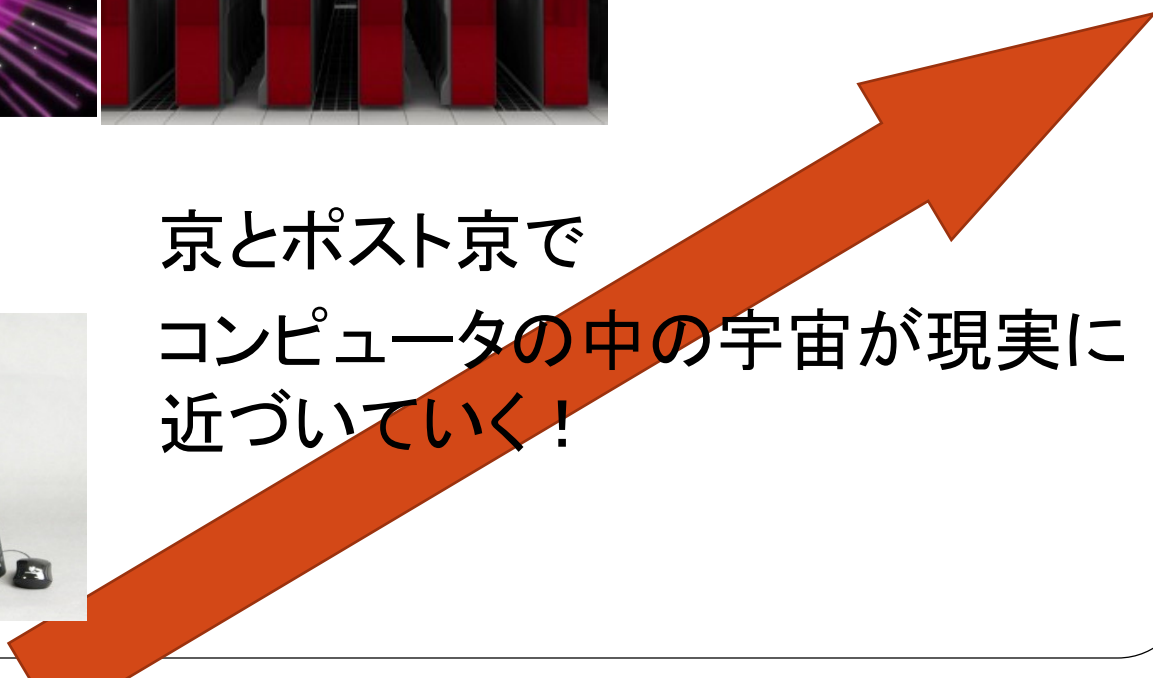 京とポスト京で
コンピュータの中の宇宙が現実に
近づいていく！